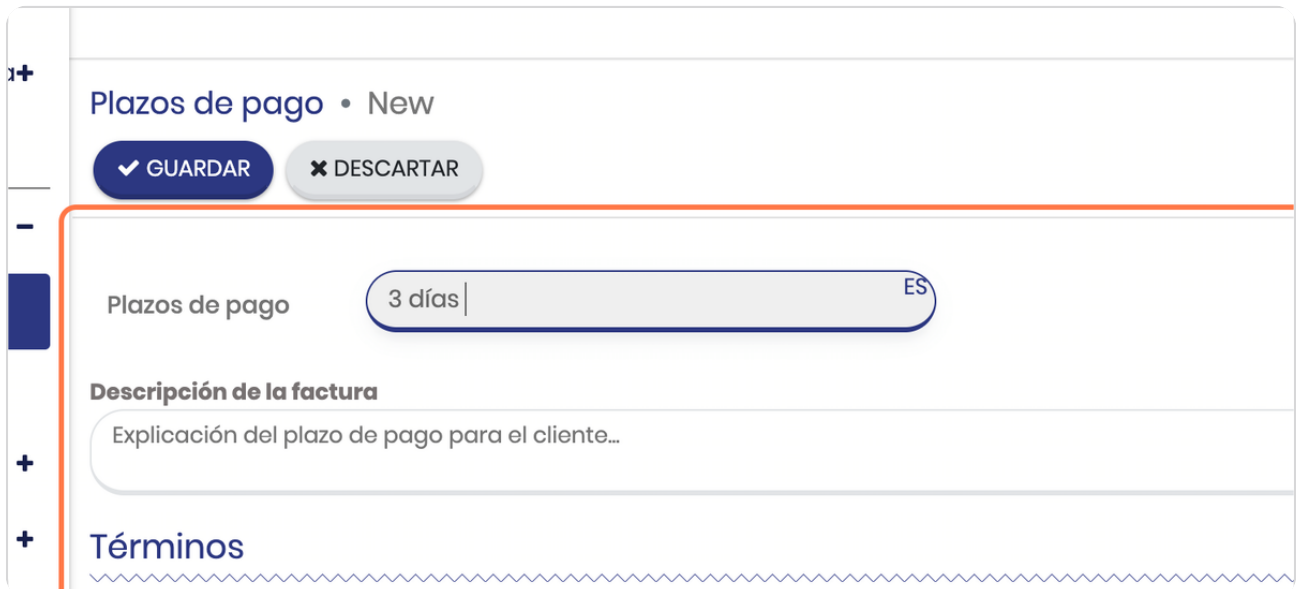 Plazos de pago • New
GUARDAR DESCARTAR
Plazos de pago 3 días ES
Descripción de la factura
Explicación del plazo de pago para el cliente...
Términos